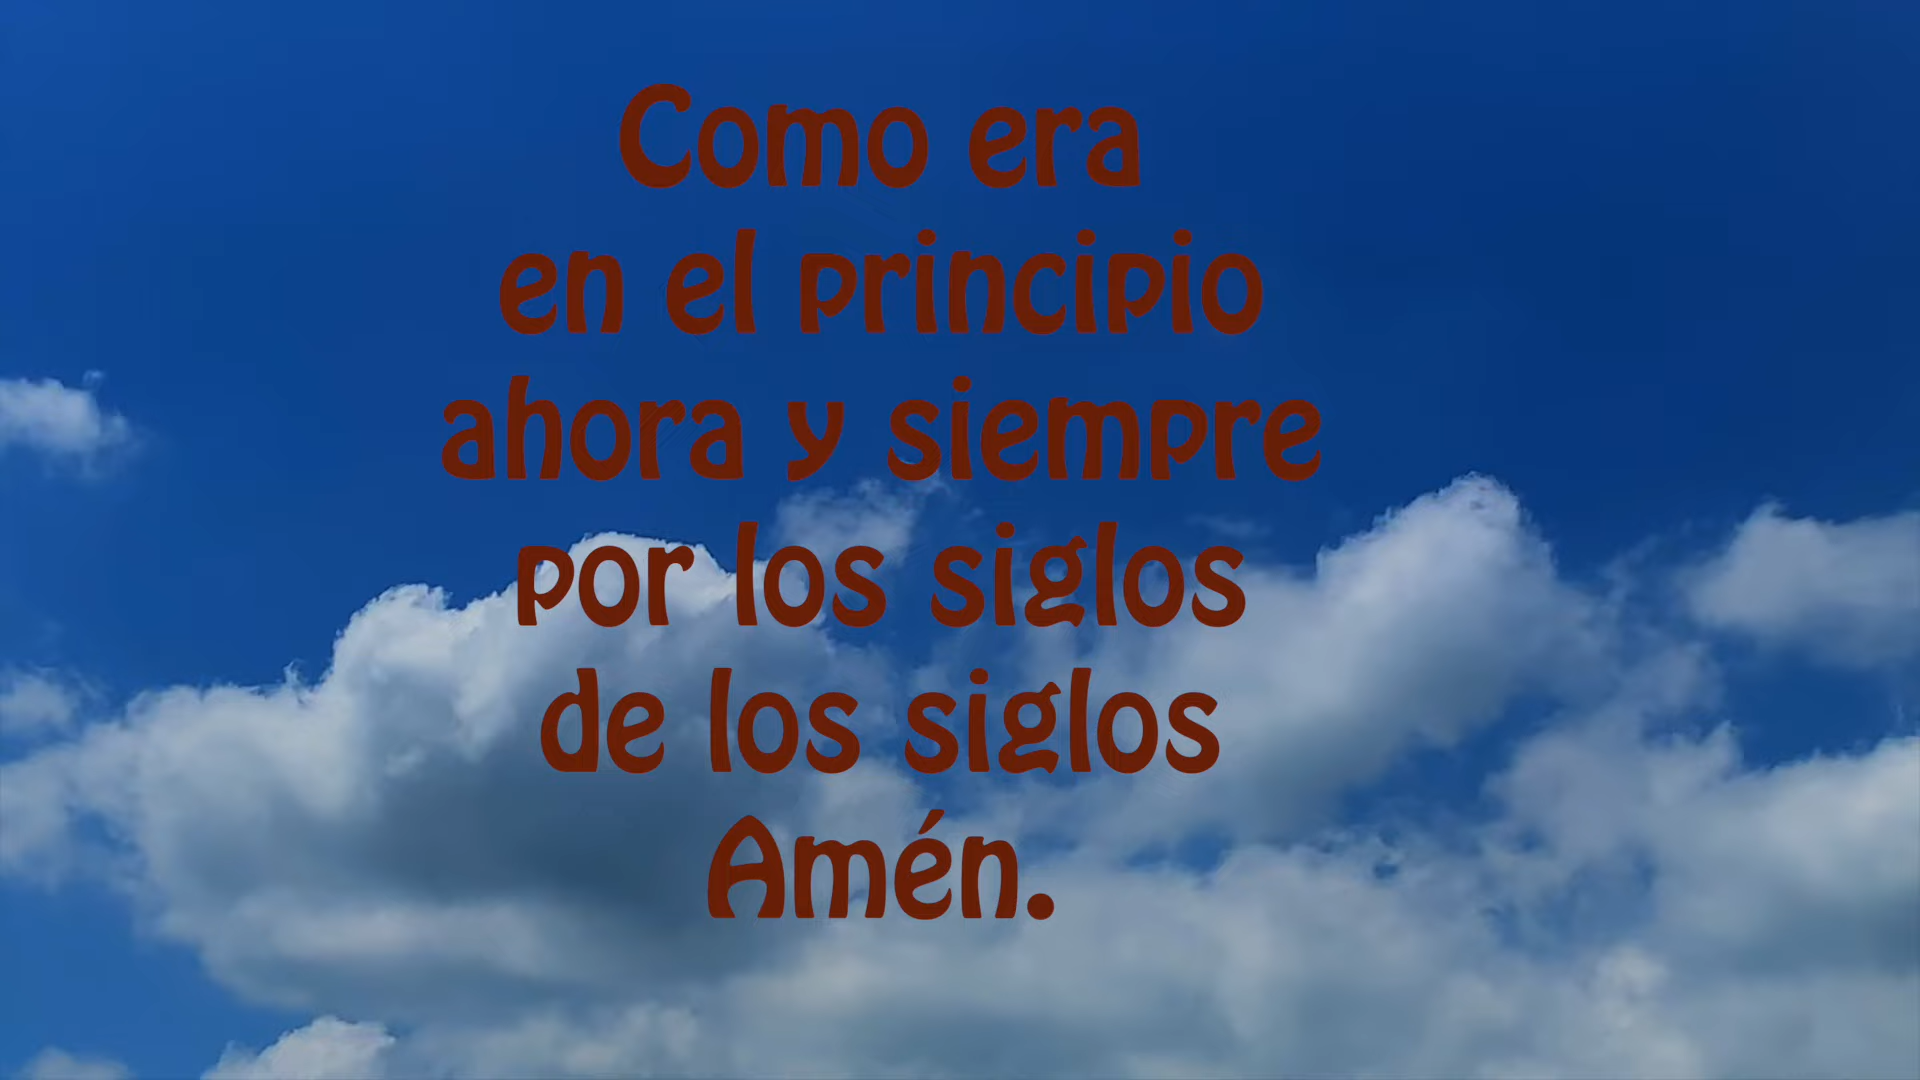 Como era
en el principio
ahora y siempre
por los siglos
de los siglos
Amén.